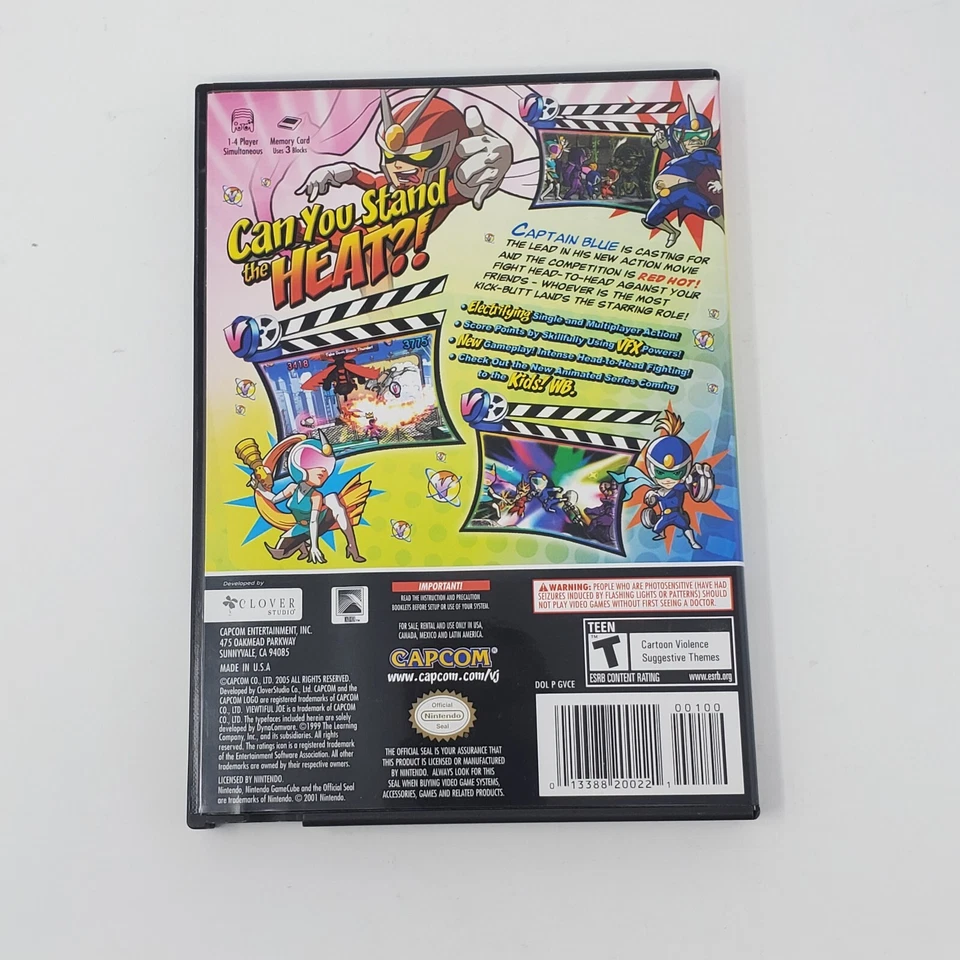 1-4 Player
Simultaneous
Memory Card
Uses 3 Blocks
Can You Stand
the HEAT?!
CAPTAIN BLUE IS CASTING FOR
THE LEAD IN HIS NEW ACTION MOVIE
AND THE COMPETITION IS RED HOT!
FIGHT HEAD-TO-HEAD AGAINST YOUR
FRIENDS - WHOEVER IS THE MOST
KICK-BUTT LANDS THE STARRING ROLE!
• Electrifying Single and Multiplayer Action!
• Score Points by Skillfully Using VFX Powers!
• New Gameplay! Intense Head-to-Head Fighting!
• Check Out the New Animated Series Coming
to the Kids' WB.
3418
3775
Developed by
CLOVER
STUDIO
CAPCOM ENTERTAINMENT, INC.
475 OAKMEAD PARKWAY
SUNNYVALE, CA 94085
MADE IN U.S.A
©CAPCOM CO., LTD. 2005 ALL RIGHTS RESERVED.
Developed by CloverStudio Co., Ltd. CAPCOM and the
CAPCOM LOGO are registered trademarks of CAPCOM
CO., LTD. VIEWTIFUL JOE is a trademark of CAPCOM
CO., LTD. The typefaces included herein are solely
developed by DynaComware. ©1999 The Learning
Company, Inc., and its subsidiaries. All rights
reserved. The ratings icon is a registered trademark
of the Entertainment Software Association. All other
trademarks are owned by their respective owners.
LICENSED BY NINTENDO.
Nintendo, Nintendo GameCube and the Official Seal
are trademarks of Nintendo. © 2001 Nintendo.
IMPORTANT!
READ THE INSTRUCTION AND PRECAUTION
BOOKLETS BEFORE SETUP OR USE OF YOUR SYSTEM.
FOR SALE, RENTAL AND USE ONLY IN USA,
CANADA, MEXICO AND LATIN AMERICA.
CAPCOM®
www.capcom.com/vj
Official
Nintendo
Seal
THE OFFICIAL SEAL IS YOUR ASSURANCE THAT
THIS PRODUCT IS LICENSED OR MANUFACTURED
BY NINTENDO. ALWAYS LOOK FOR THIS
SEAL WHEN BUYING VIDEO GAME SYSTEMS,
ACCESSORIES, GAMES AND RELATED PRODUCTS.
WARNING: PEOPLE WHO ARE PHOTOSENSITIVE (HAVE HAD
SEIZURES INDUCED BY FLASHING LIGHTS OR PATTERNS) SHOULD
NOT PLAY VIDEO GAMES WITHOUT FIRST SEEING A DOCTOR.
TEEN
T
Cartoon Violence
Suggestive Themes
ESRB CONTENT RATING www.esrb.org
DOL P GVCE
00100
0 13388 20022 1